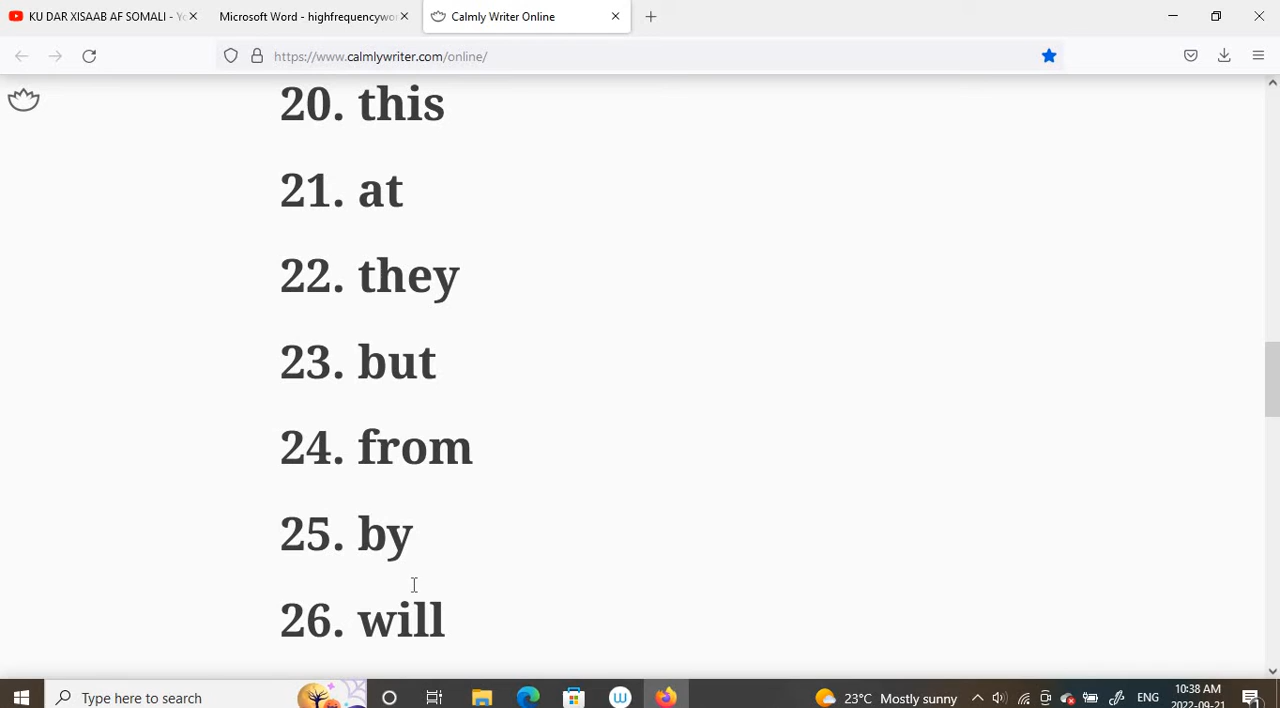 KU DAR XISAAB AF SOMALI - Yo
Microsoft Word - highfrequencywor
Calmly Writer Online
https://www.calmlywriter.com/online/
20. this
21. at
22. they
23. but
24. from
25. by
26. will
Type here to search
23°C Mostly sunny
ENG
10:38 AM
2022-09-21